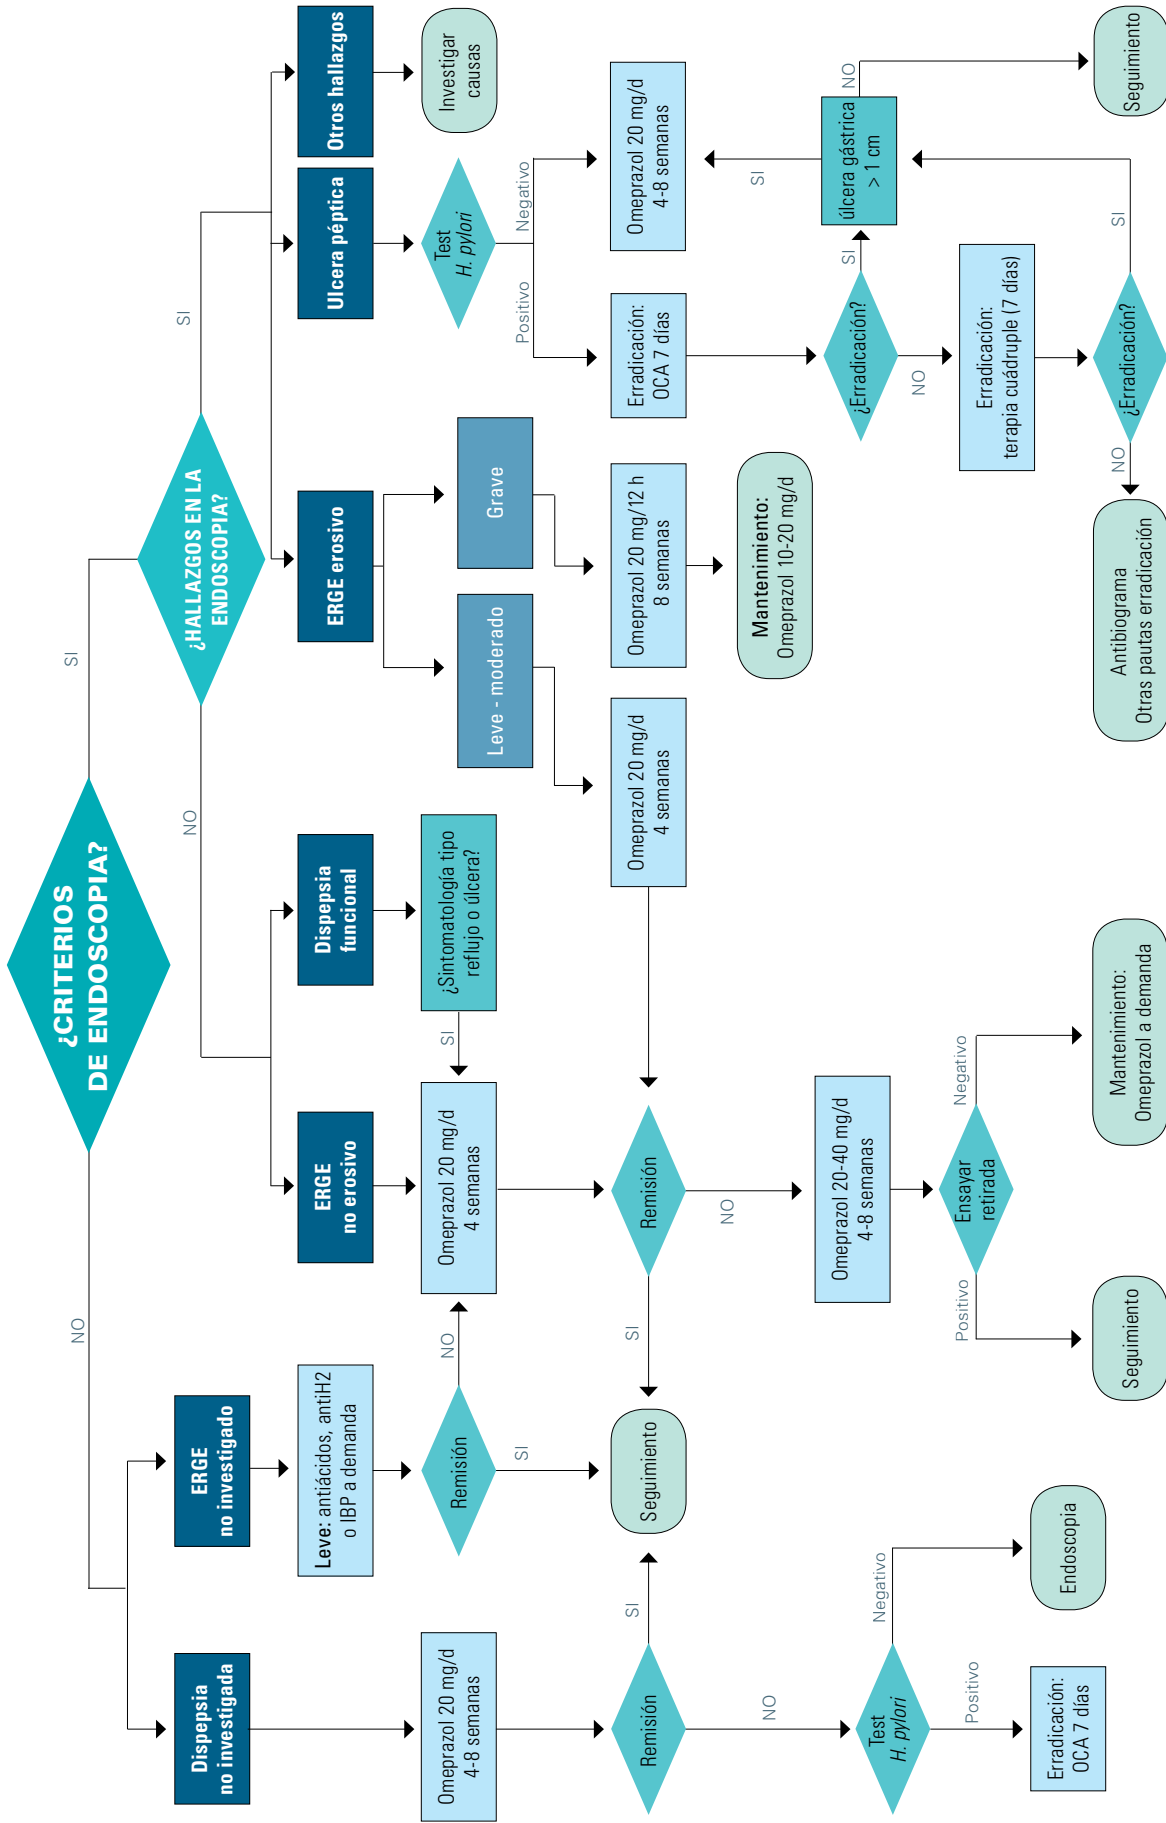 ¿CRITERIOS
DE ENDOSCOPIA?
NO
SI
Dispepsia
no investigada
ERGE
no investigado
¿HALLAZGOS EN LA
ENDOSCOPIA?
NO
SI
Leve: antiácidos, antiH2
o IBP a demanda
ERGE
no erosivo
Dispepsia
funcional
ERGE erosivo
Ulcera péptica
Otros hallazgos
Omeprazol 20 mg/d
4-8 semanas
Remisión
NO
SI
Omeprazol 20 mg/d
4 semanas
SI
¿Sintomatología tipo
reflujo o úlcera?
Leve - moderado
Grave
Test
H. pylori
Positivo
Negativo
Investigar
causas
Remisión
SI
NO
Seguimiento
SI
Remisión
NO
Omeprazol 20 mg/d
4 semanas
Omeprazol 20 mg/12 h
8 semanas
Erradicación:
OCA 7 días
Omeprazol 20 mg/d
4-8 semanas
Mantenimiento:
Omeprazol 10-20 mg/d
SI
Test
H. pylori
Positivo
Negativo
Omeprazol 20-40 mg/d
4-8 semanas
¿Erradicación?
SI
NO
úlcera gástrica
> 1 cm
NO
Ensayar
retirada
Positivo
Negativo
Erradicación:
terapia cuádruple (7 días)
Erradicación:
OCA 7 días
Endoscopia
Seguimiento
Mantenimiento:
Omeprazol a demanda
Antibiograma
Otras pautas erradicación
NO
¿Erradicación?
SI
Seguimiento